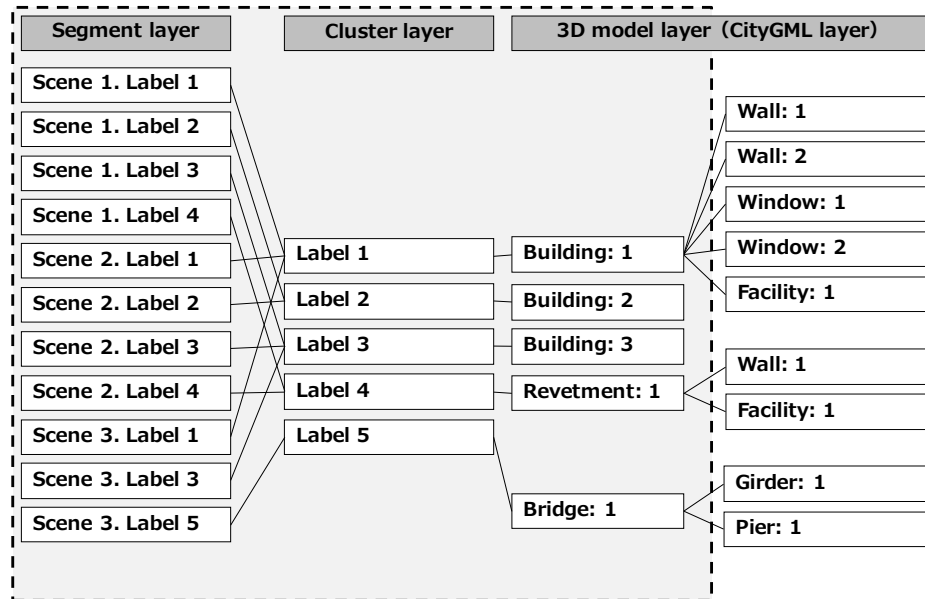 Segment layer
Cluster layer
3D model layer（CityGML layer）
Scene 1. Label 1
Scene 1. Label 2
Scene 1. Label 3
Scene 1. Label 4
Scene 2. Label 1
Scene 2. Label 2
Scene 2. Label 3
Scene 2. Label 4
Scene 3. Label 1
Scene 3. Label 3
Scene 3. Label 5
Label 1
Label 2
Label 3
Label 4
Label 5
Building: 1
Building: 2
Building: 3
Revetment: 1
Bridge: 1
Wall: 1
Wall: 2
Window: 1
Window: 2
Facility: 1
Wall: 1
Facility: 1
Girder: 1
Pier: 1